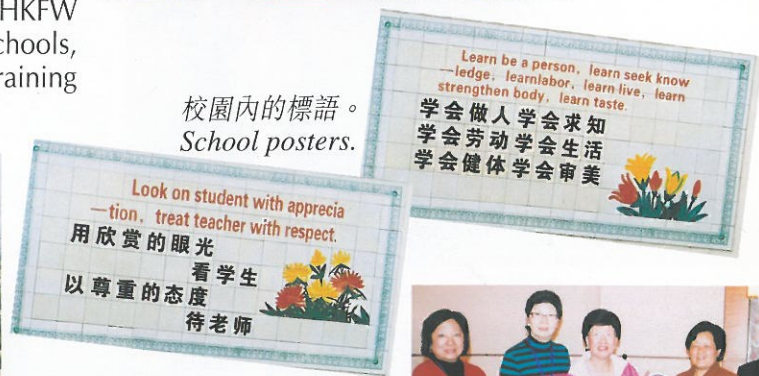 HKFW
chools,
raining
校園內的標語。
School posters.
Learn be a person, learn seek know
—ledge, learnlabor, learn live, learn
strengthen body, learn taste.
学会做人学会求知
学会劳动学会生活
学会健体学会审美
Look on student with apprecia
—tion, treat teacher with respect.
用欣赏的眼光
看学生
以尊重的态度
待老师